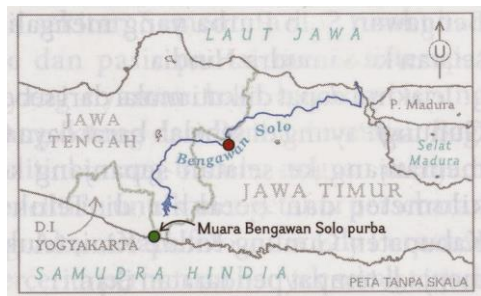 LAUT JAWA
U
P. Madura
JAWA
TENGAH
Bengawan Solo
Selat
Madura
JAWA TIMUR
Muara Bengawan Solo purba
D.I
YOGYAKARTA
SAMUDRA HINDIA
PETA TANPA SKALA